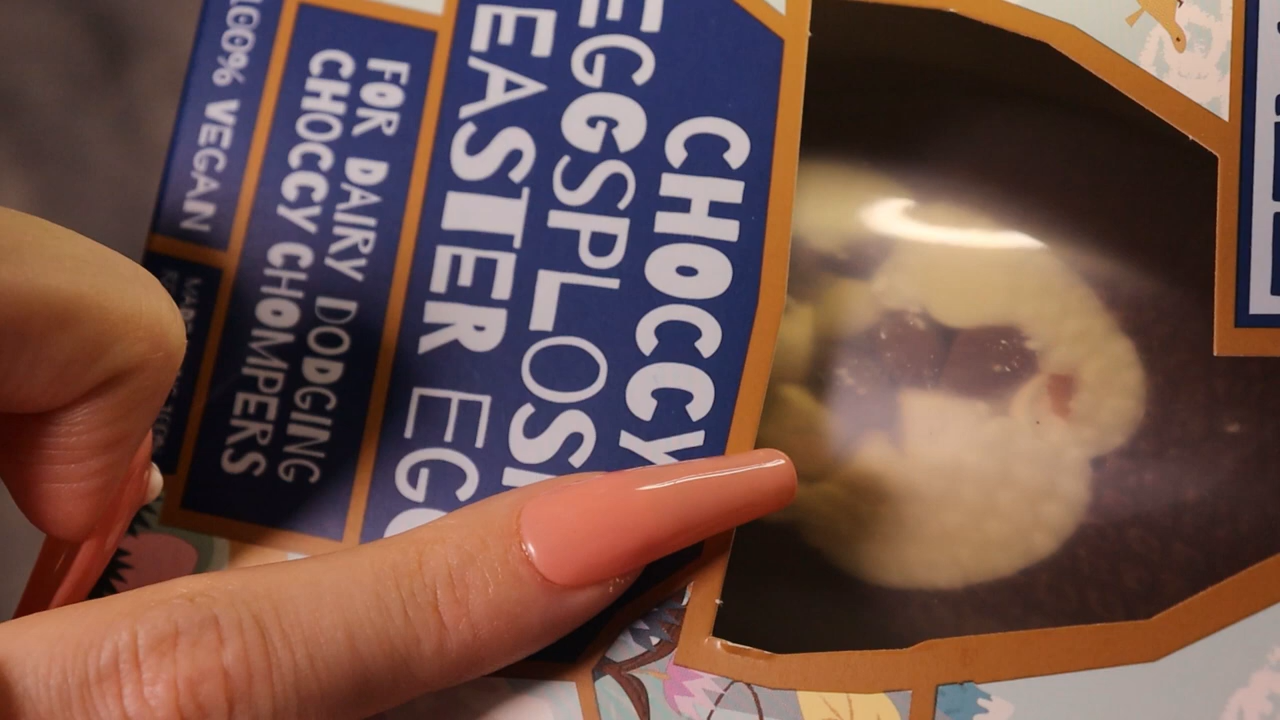 CHOCCY
EGGSPLOSI
EASTER EGG
FOR DAIRY DODGING
CHOCCY CHOMPERS
100% VEGAN